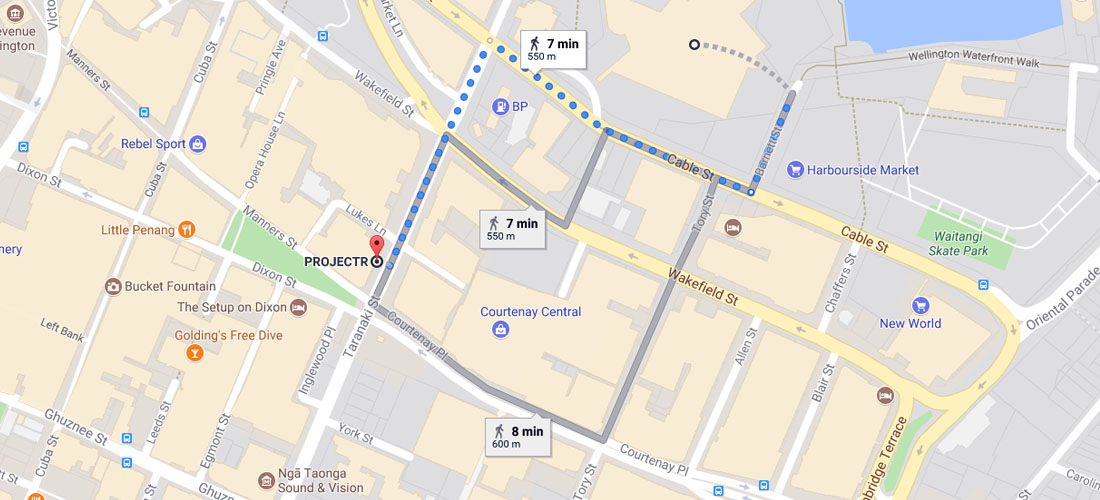 evenue
ington
Victo
Manners St
Cuba St
Pringle Ave
arket Ln
7 min
550 m
Wakefield St
BP
Wellington Waterfront Walk
Rebel Sport
Opera House Ln
Cuba St
Dixon St
Barnett St
Cable St
Harbourside Market
Little Penang
Manners St
Lukes Ln
7 min
550 m
Tory St
Cable St
Waitangi
Skate Park
nery
PROJECTR
Dixon St
Wakefield St
Chaffers St
Oriental Parade
Bucket Fountain
The Setup on Dixon
Taranaki St
Courtenay Pl
Courtenay Central
New World
Left Bank
Golding's Free Dive
Inglewood Pl
Allen St
Blair St
8 min
600 m
Ghuznee St
Leeds St
Egmont St
York St
Courtenay Pl
Cuba St
Ghuzn
Ngā Taonga
Sound & Vision
Tory St
mbridge Terrace